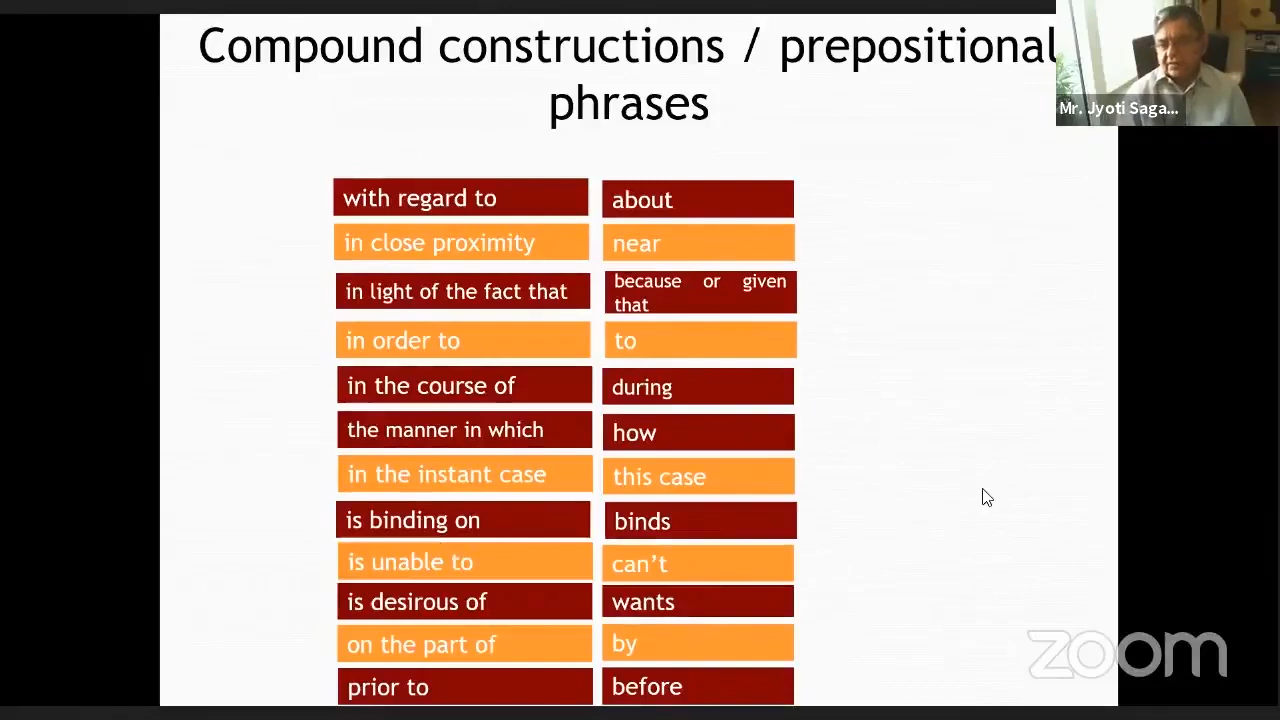 Compound constructions / prepositional
phrases
Mr. Jyoti Saga...
with regard to about
in close proximity near
in light of the fact that because or given
that
in order to to
in the course of during
the manner in which how
in the instant case this case
is binding on binds
is unable to can't
is desirous of wants
on the part of by
prior to before
zoom